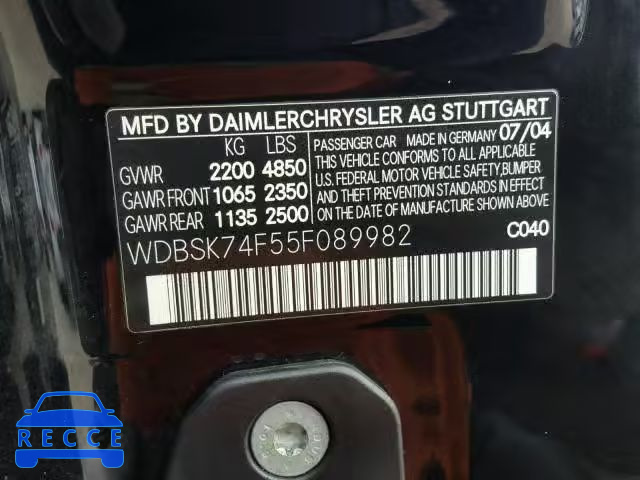 MFD BY DAIMLERCHRYSLER AG STUTTGART
KG LBS
GVWR 2200 4850
GAWR FRONT 1065 2350
GAWR REAR 1135 2500
PASSENGER CAR MADE IN GERMANY 07/04
THIS VEHICLE CONFORMS TO ALL APPLICABLE
U.S. FEDERAL MOTOR VEHICLE SAFETY,BUMPER
AND THEFT PREVENTION STANDARDS IN EFFECT
ON THE DATE OF MANUFACTURE SHOWN ABOVE.
WDBSK74F55F089982
C040
RECCE